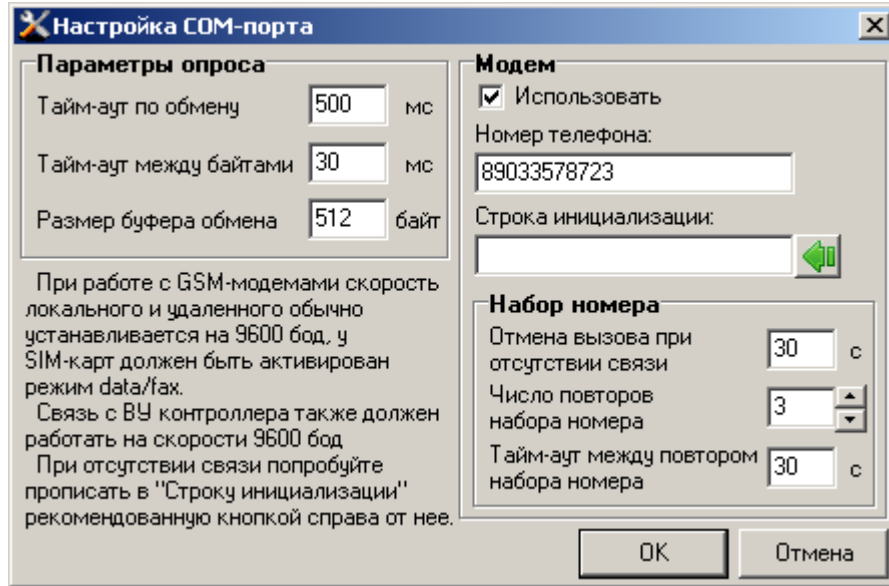 Настройка COM-порта
Параметры опроса
Тайм-аут по обмену 500 мс
Тайм-аут между байтами 30 мс
Размер буфера обмена 512 байт
При работе с GSM-модемами скорость
локального и удаленного обычно
устанавливается на 9600 бод, у
SIM-карт должен быть активирован
режим data/fax.
Связь с ВУ контроллера также должен
работать на скорости 9600 бод
При отсутствии связи попробуйте
прописать в "Строку инициализации"
рекомендованную кнопкой справа от нее.
Модем
Использовать
Номер телефона:
89033578723
Строка инициализации:
Набор номера
Отмена вызова при
отсутствии связи 30 с
Число повторов
набора номера 3
Тайм-аут между повтором
набора номера 30 с
OK
Отмена